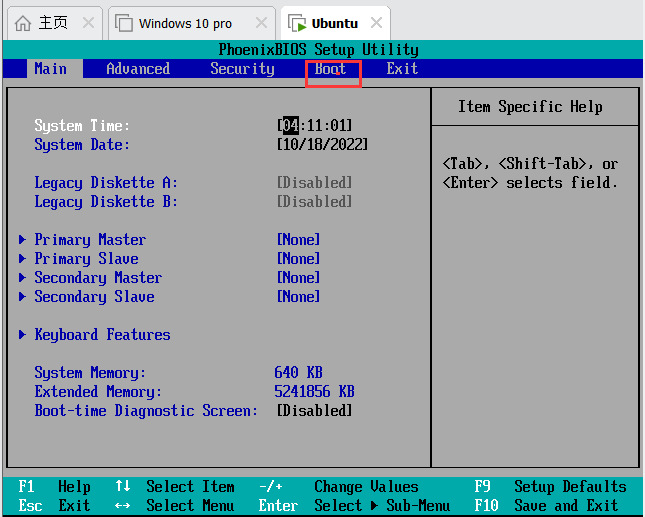 主页 Windows 10 pro Ubuntu
PhoenixBIOS Setup Utility
Main Advanced Security Boot Exit
Item Specific Help
System Time: [04:11:01]
System Date: [10/18/2022]
<Tab>, <Shift-Tab>, or
<Enter> selects field.
Legacy Diskette A: [Disabled]
Legacy Diskette B: [Disabled]
Primary Master [None]
Primary Slave [None]
Secondary Master [None]
Secondary Slave [None]
Keyboard Features
System Memory: 640 KB
Extended Memory: 5241856 KB
Boot-time Diagnostic Screen: [Disabled]
F1 Help ↑↓ Select Item -/+ Change Values F9 Setup Defaults
Esc Exit ↔ Select Menu Enter Select ▶ Sub-Menu F10 Save and Exit